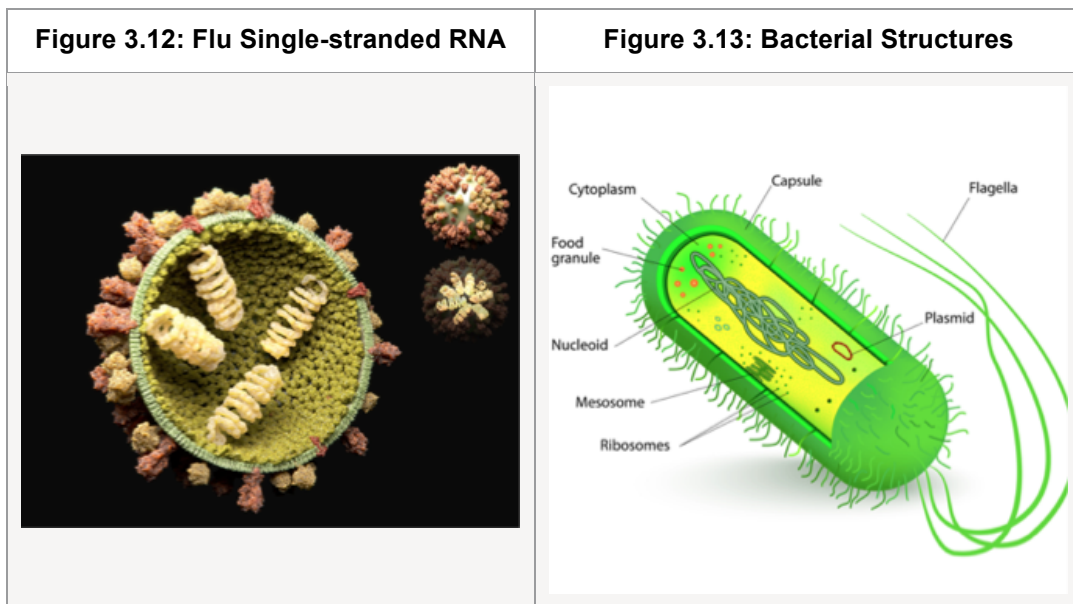 Figure 3.12: Flu Single-stranded RNA
Figure 3.13: Bacterial Structures
Cytoplasm
Capsule
Flagella
Food
granule
Plasmid
Nucleoid
Mesosome
Ribosomes